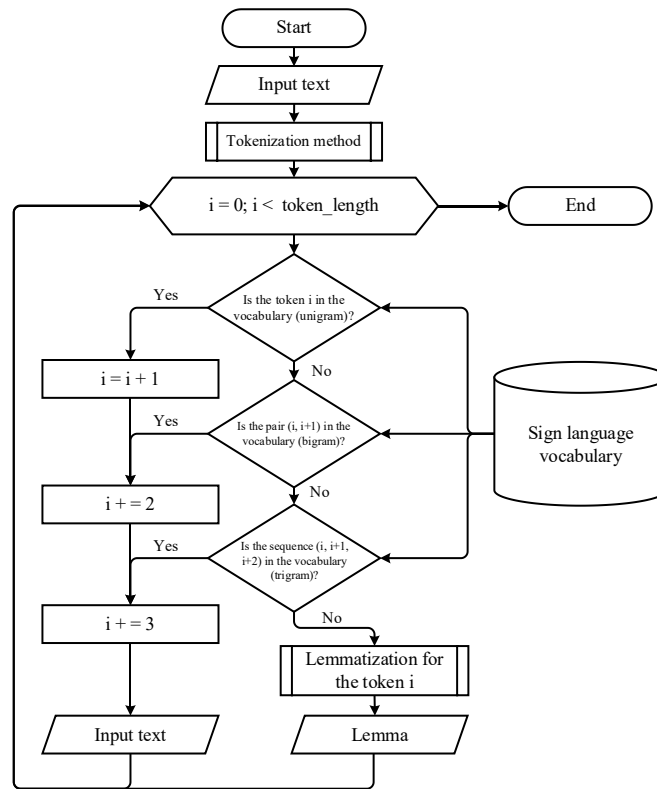 Start
Input text
Tokenization method
i = 0; i < token_length
End
Is the token i in the
vocabulary (unigram)?
Yes
No
i = i + 1
Is the pair (i, i+1) in the
vocabulary (bigram)?
Yes
No
Sign language
vocabulary
i + = 2
Is the sequence (i, i+1,
i+2) in the vocabulary
(trigram)?
Yes
No
i + = 3
Lemmatization for
the token i
Input text
Lemma